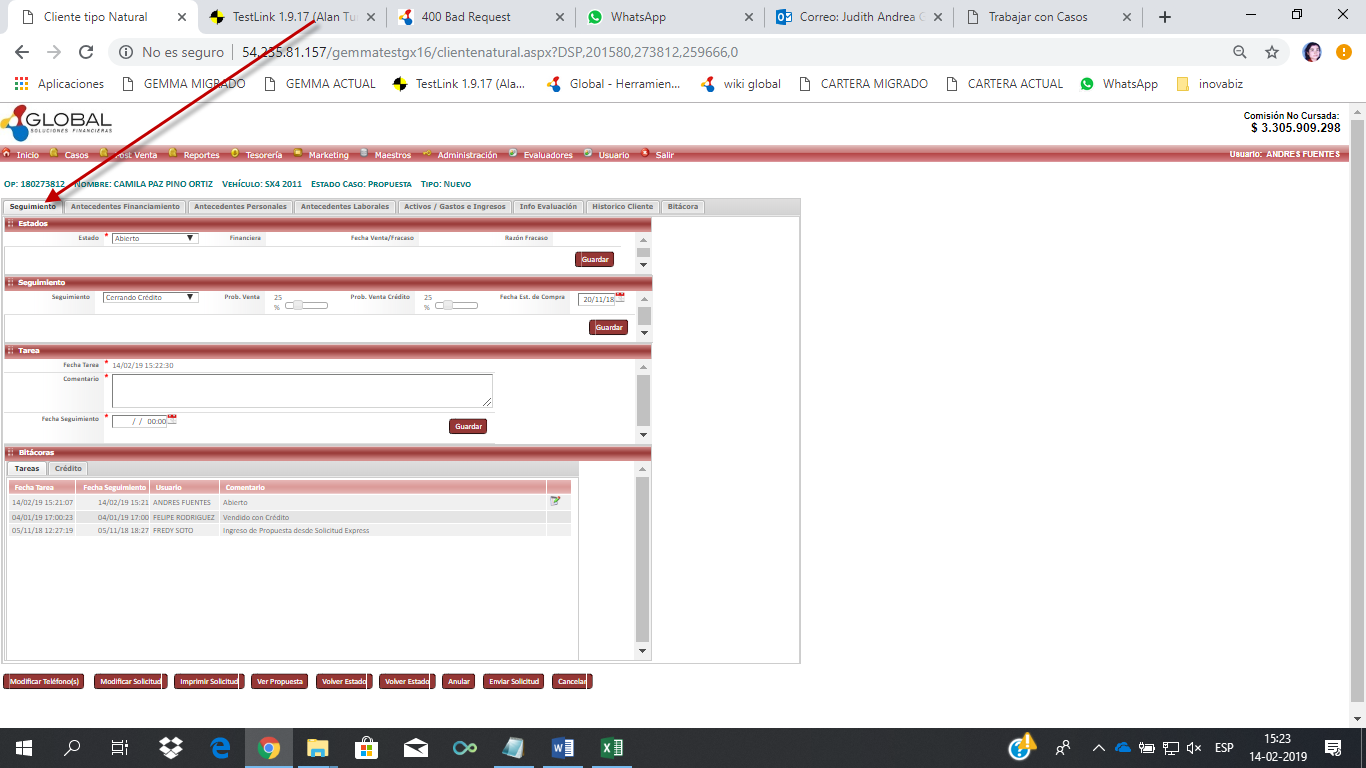 Cliente tipo Natural
TestLink 1.9.17 (Alan Tu
400 Bad Request
WhatsApp
Correo: Judith Andrea G
Trabajar con Casos
No es seguro
54.235.81.157/gemmatestgx16/clientenatural.aspx?DSP,201580,273812,259666,0
Aplicaciones
GEMMA MIGRADO
GEMMA ACTUAL
TestLink 1.9.17 (Ala...
Global - Herramien...
wiki global
CARTERA MIGRADO
CARTERA ACTUAL
WhatsApp
inovabiz
GLOBAL
SOLUCIONES FINANCIERAS
Comisión No Cursada:
$ 3.305.909.298
Inicio Casos Post Venta Reportes Tesorería Marketing Maestros Administración Evaluadores Usuario Salir
Usuario: ANDRES FUENTES
OP: 180273812 NOMBRE: CAMILA PAZ PINO ORTIZ VEHÍCULO: SX4 2011 ESTADO CASO: PROPUESTA TIPO: NUEVO
Seguimiento Antecedentes Financiamiento Antecedentes Personales Antecedentes Laborales Activos / Gastos e Ingresos Info Evaluación Historico Cliente Bitácora
Estados
Estado * Abierto Financiera Fecha Venta/Fracaso Razón Fracaso
Guardar
Seguimiento
Seguimiento Cerrando Crédito Prob. Venta 25 % Prob. Venta Crédito 25 % Fecha Est. de Compra 20/11/18
Guardar
Tarea
Fecha Tarea * 14/02/19 15:22:30
Comentario *
Fecha Seguimiento * / / 00:00
Guardar
Bitácoras
Tareas Crédito
Fecha Tarea Fecha Seguimiento Usuario Comentario
14/02/19 15:21:07 14/02/19 15:21 ANDRES FUENTES Abierto
04/01/19 17:00:23 04/01/19 17:00 FELIPE RODRIGUEZ Vendido con Crédito
05/11/18 12:27:19 05/11/18 18:27 FREDY SOTO Ingreso de Propuesta desde Solicitud Express
Modificar Teléfono(s) Modificar Solicitud Imprimir Solicitud Ver Propuesta Volver Estado Volver Estado Anular Enviar Solicitud Cancelar
ESP
15:23
14-02-2019